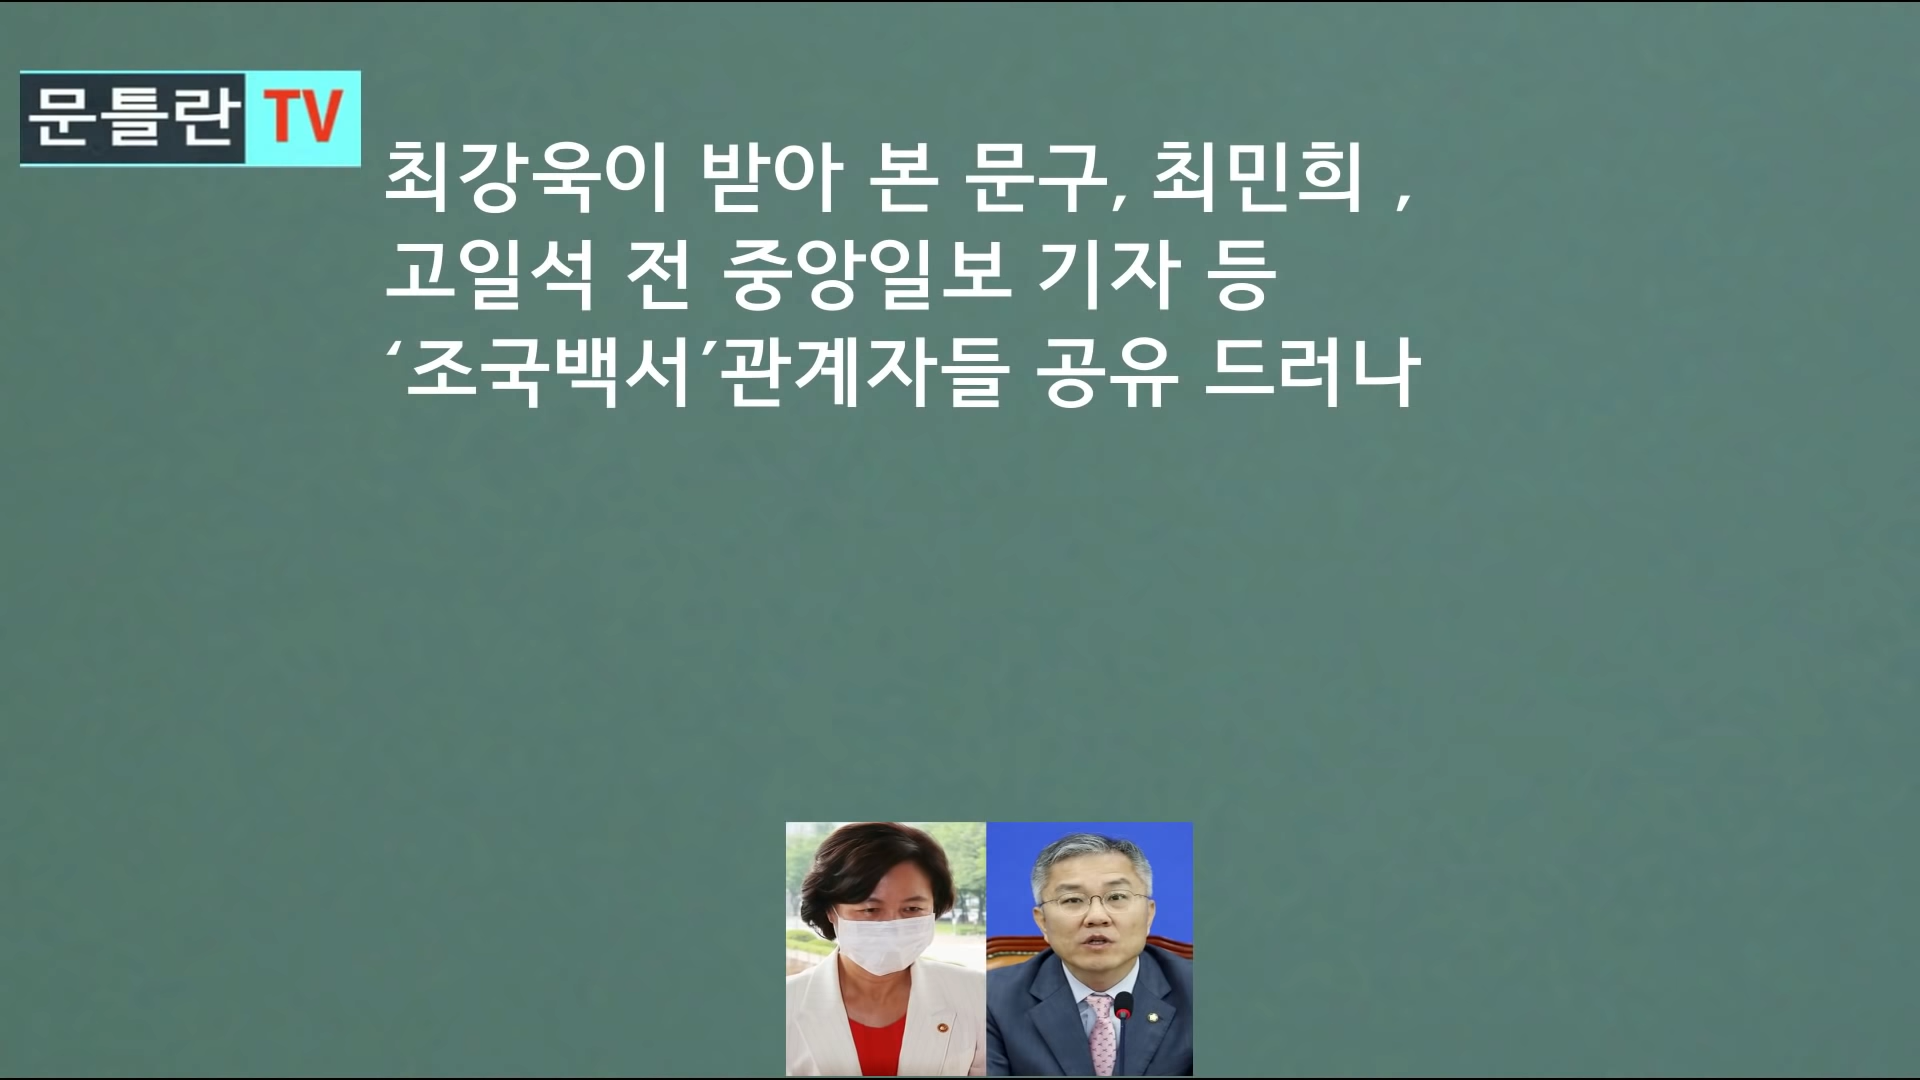 문틀란 TV
최강욱이 받아 본 문구, 최민희 ,
고일석 전 중앙일보 기자 등
‘조국백서’관계자들 공유 드러나